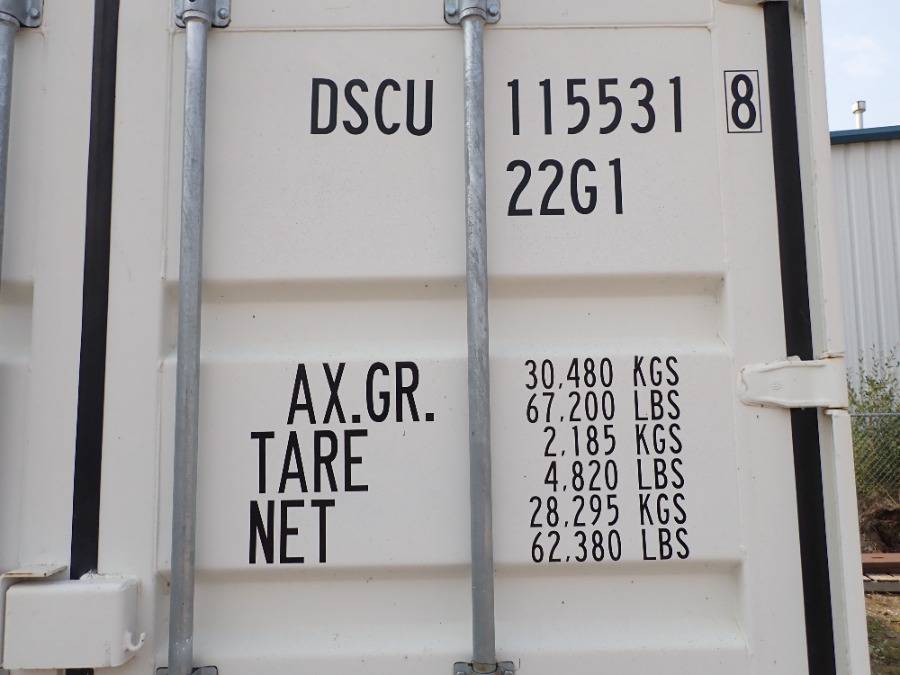 DSCU 115531 8
22G1
AX.GR. 30,480 KGS
67,200 LBS
TARE 2,185 KGS
4,820 LBS
NET 28,295 KGS
62,380 LBS